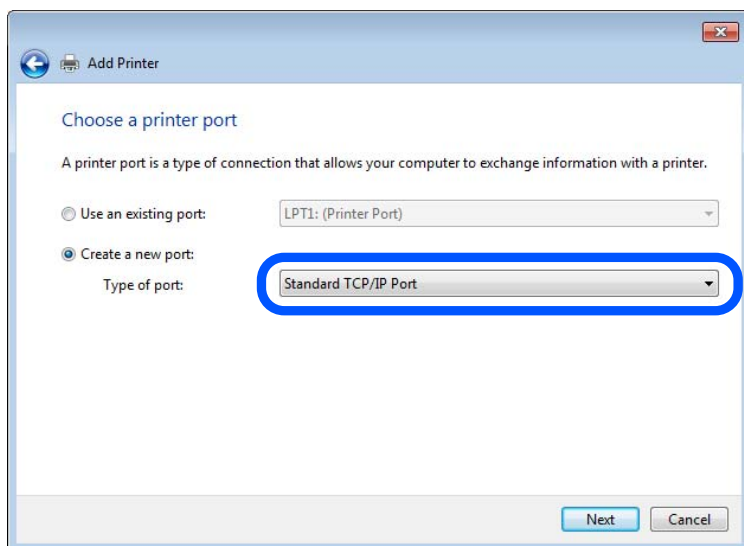 Add Printer
Choose a printer port
A printer port is a type of connection that allows your computer to exchange information with a printer.
Use an existing port: LPT1: (Printer Port)
Create a new port:
Type of port: Standard TCP/IP Port
Next Cancel